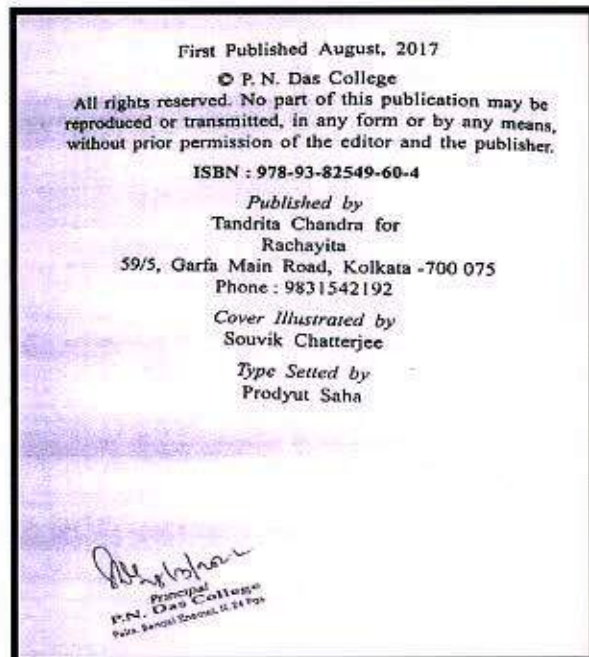 First Published August, 2017
© P. N. Das College
All rights reserved. No part of this publication may be
reproduced or transmitted, in any form or by any means,
without prior permission of the editor and the publisher.
ISBN : 978-93-82549-60-4
Published by
Tandrita Chandra for
Rachayita
59/5, Garfa Main Road, Kolkata -700 075
Phone : 9831542192
Cover Illustrated by
Souvik Chatterjee
Type Setted by
Prodyut Saha
Principal
P.N. Das College